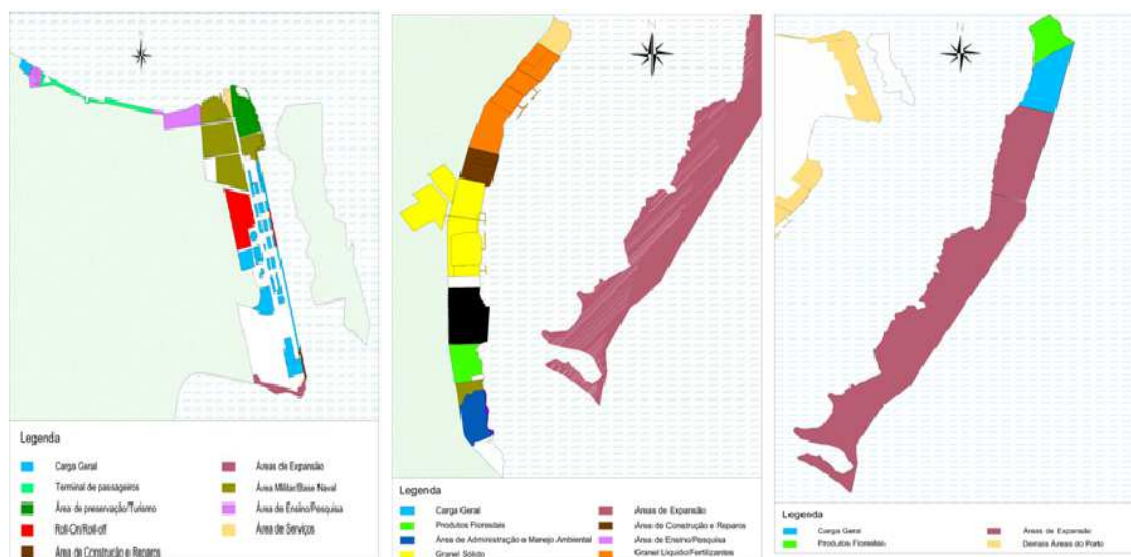 N
Legenda
Carga Geral
Terminal de passageiros
Área de preservação/Turismo
Roll-On/Roll-off
Área de Construção e Reparos
Áreas de Expansão
Área Militar/Base Naval
Área de Ensino/Pesquisa
Área de Serviços
N
Legenda
Carga Geral
Produtos Florestais
Área de Administração e Manejo Ambiental
Granel Sólido
Áreas de Expansão
Área de Construção e Reparos
Área de Ensino/Pesquisa
Granel Líquido/Fertilizantes
N
Legenda
Carga Geral
Produtos Florestais
Áreas de Expansão
Demais Áreas do Porto